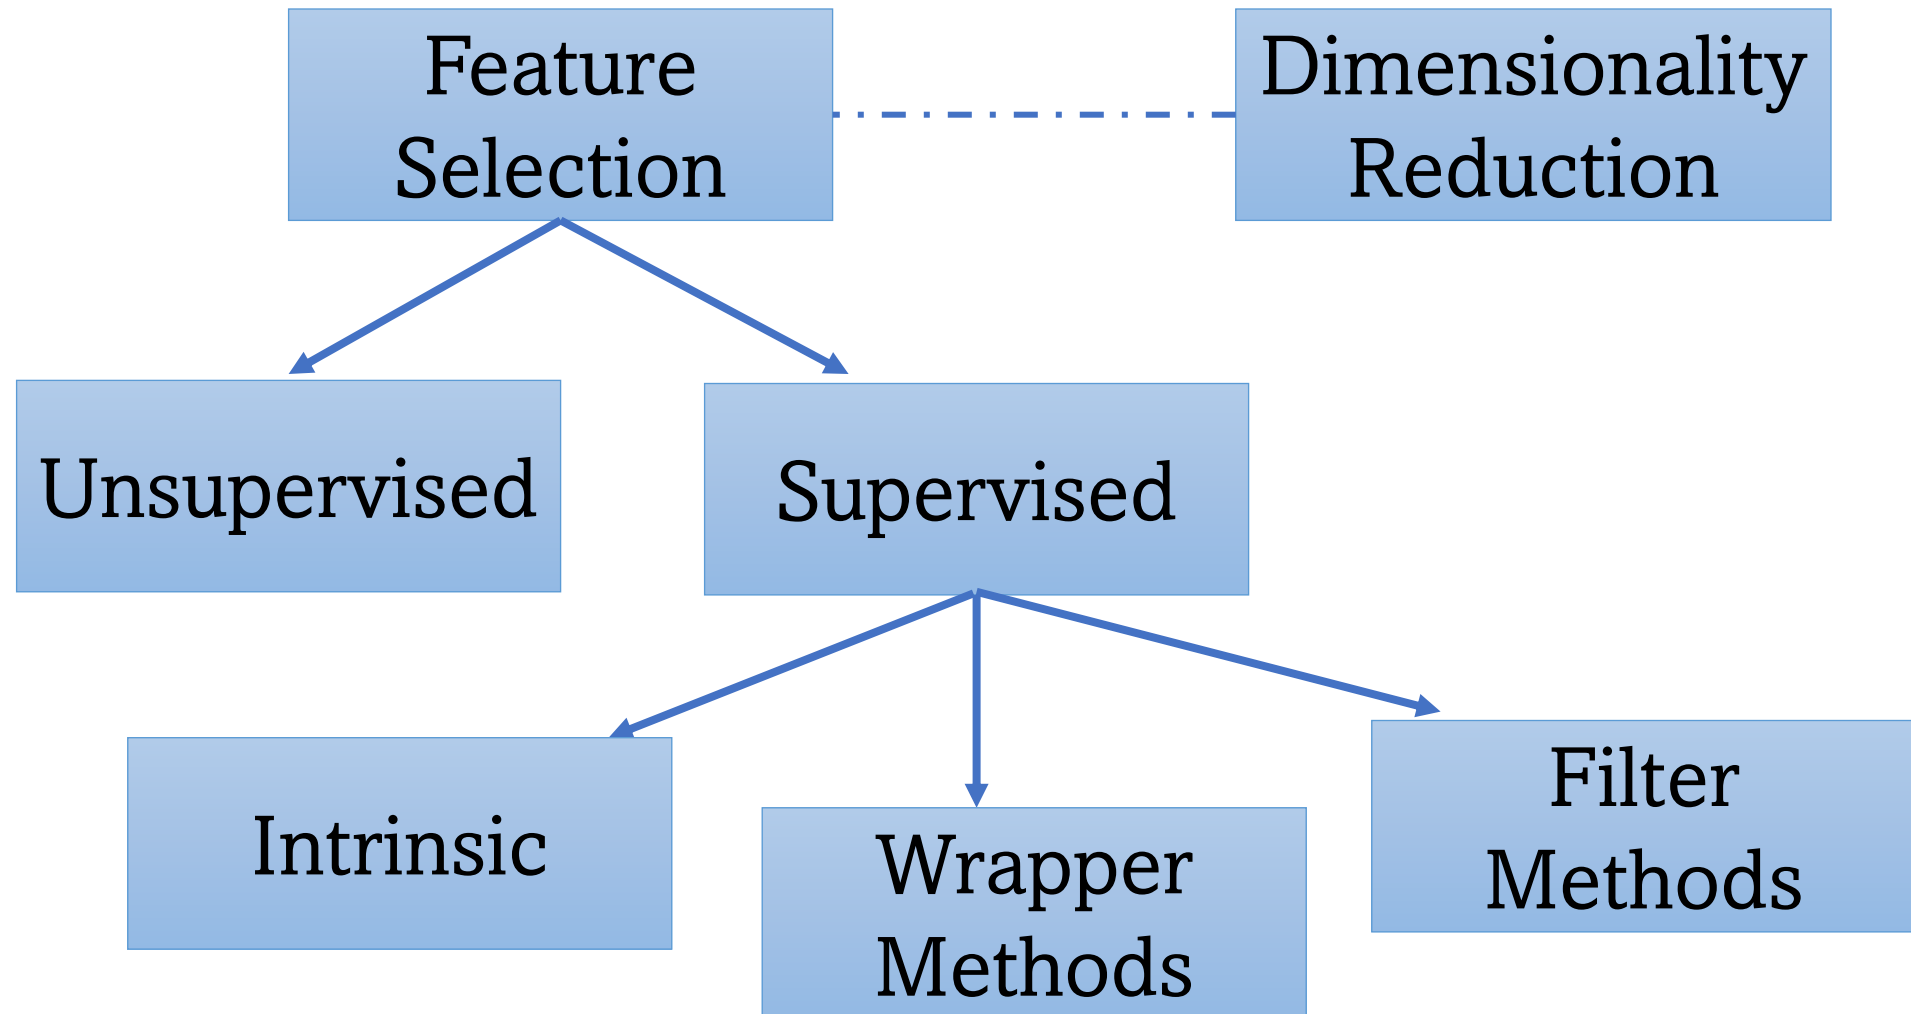 Feature
Selection
Dimensionality
Reduction
Unsupervised
Supervised
Intrinsic
Wrapper
Methods
Filter
Methods